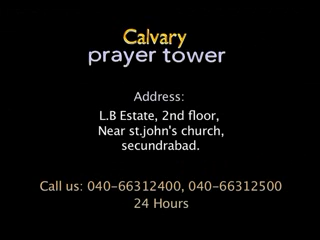 Calvary
prayer tower
Address:
L.B Estate, 2nd floor,
Near st.john's church,
secundrabad.
Call us: 040-66312400, 040-66312500
24 Hours